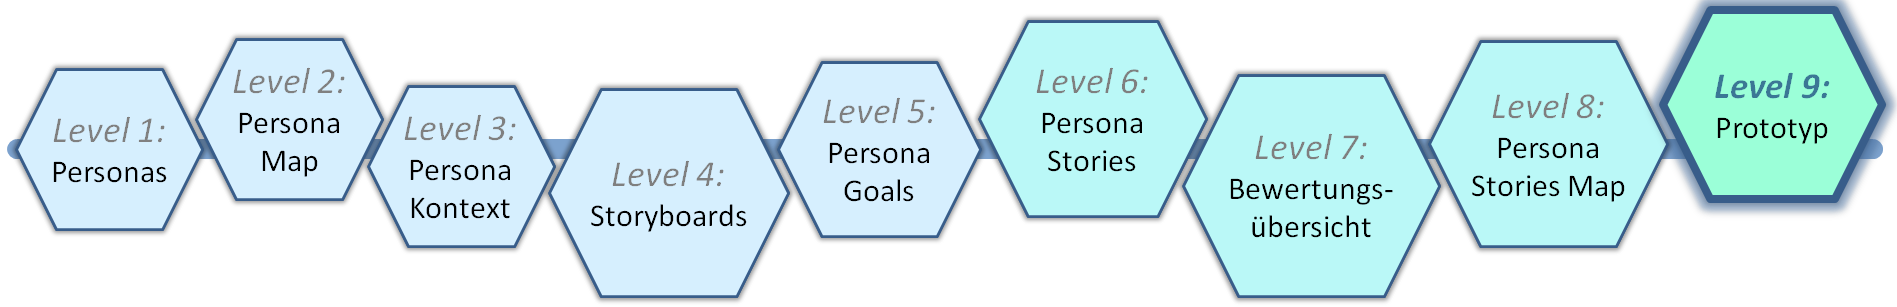 Level 1:
Personas
Level 2:
Persona
Map
Level 3:
Persona
Kontext
Level 4:
Storyboards
Level 5:
Persona
Goals
Level 6:
Persona
Stories
Level 7:
Bewertungs-
übersicht
Level 8:
Persona
Stories Map
Level 9:
Prototyp